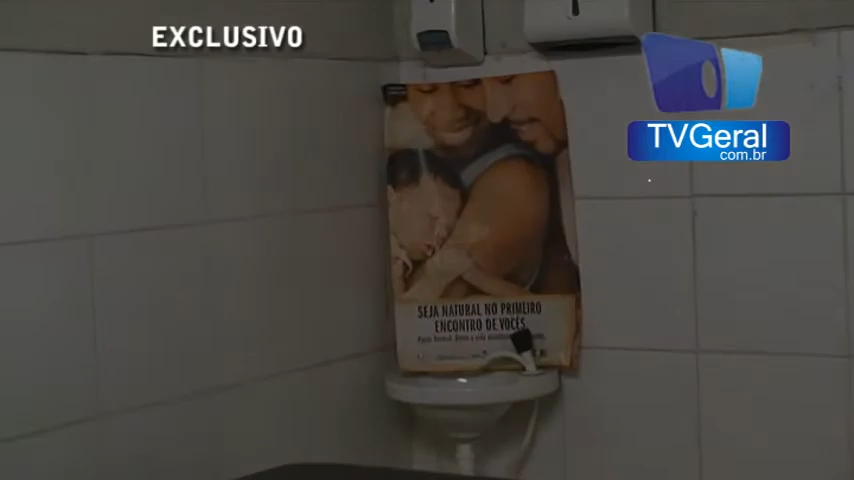 EXCLUSIVO
TVGeral
com.br
SEJA NATURAL NO PRIMEIRO
ENCONTRO DE VOCÊS.